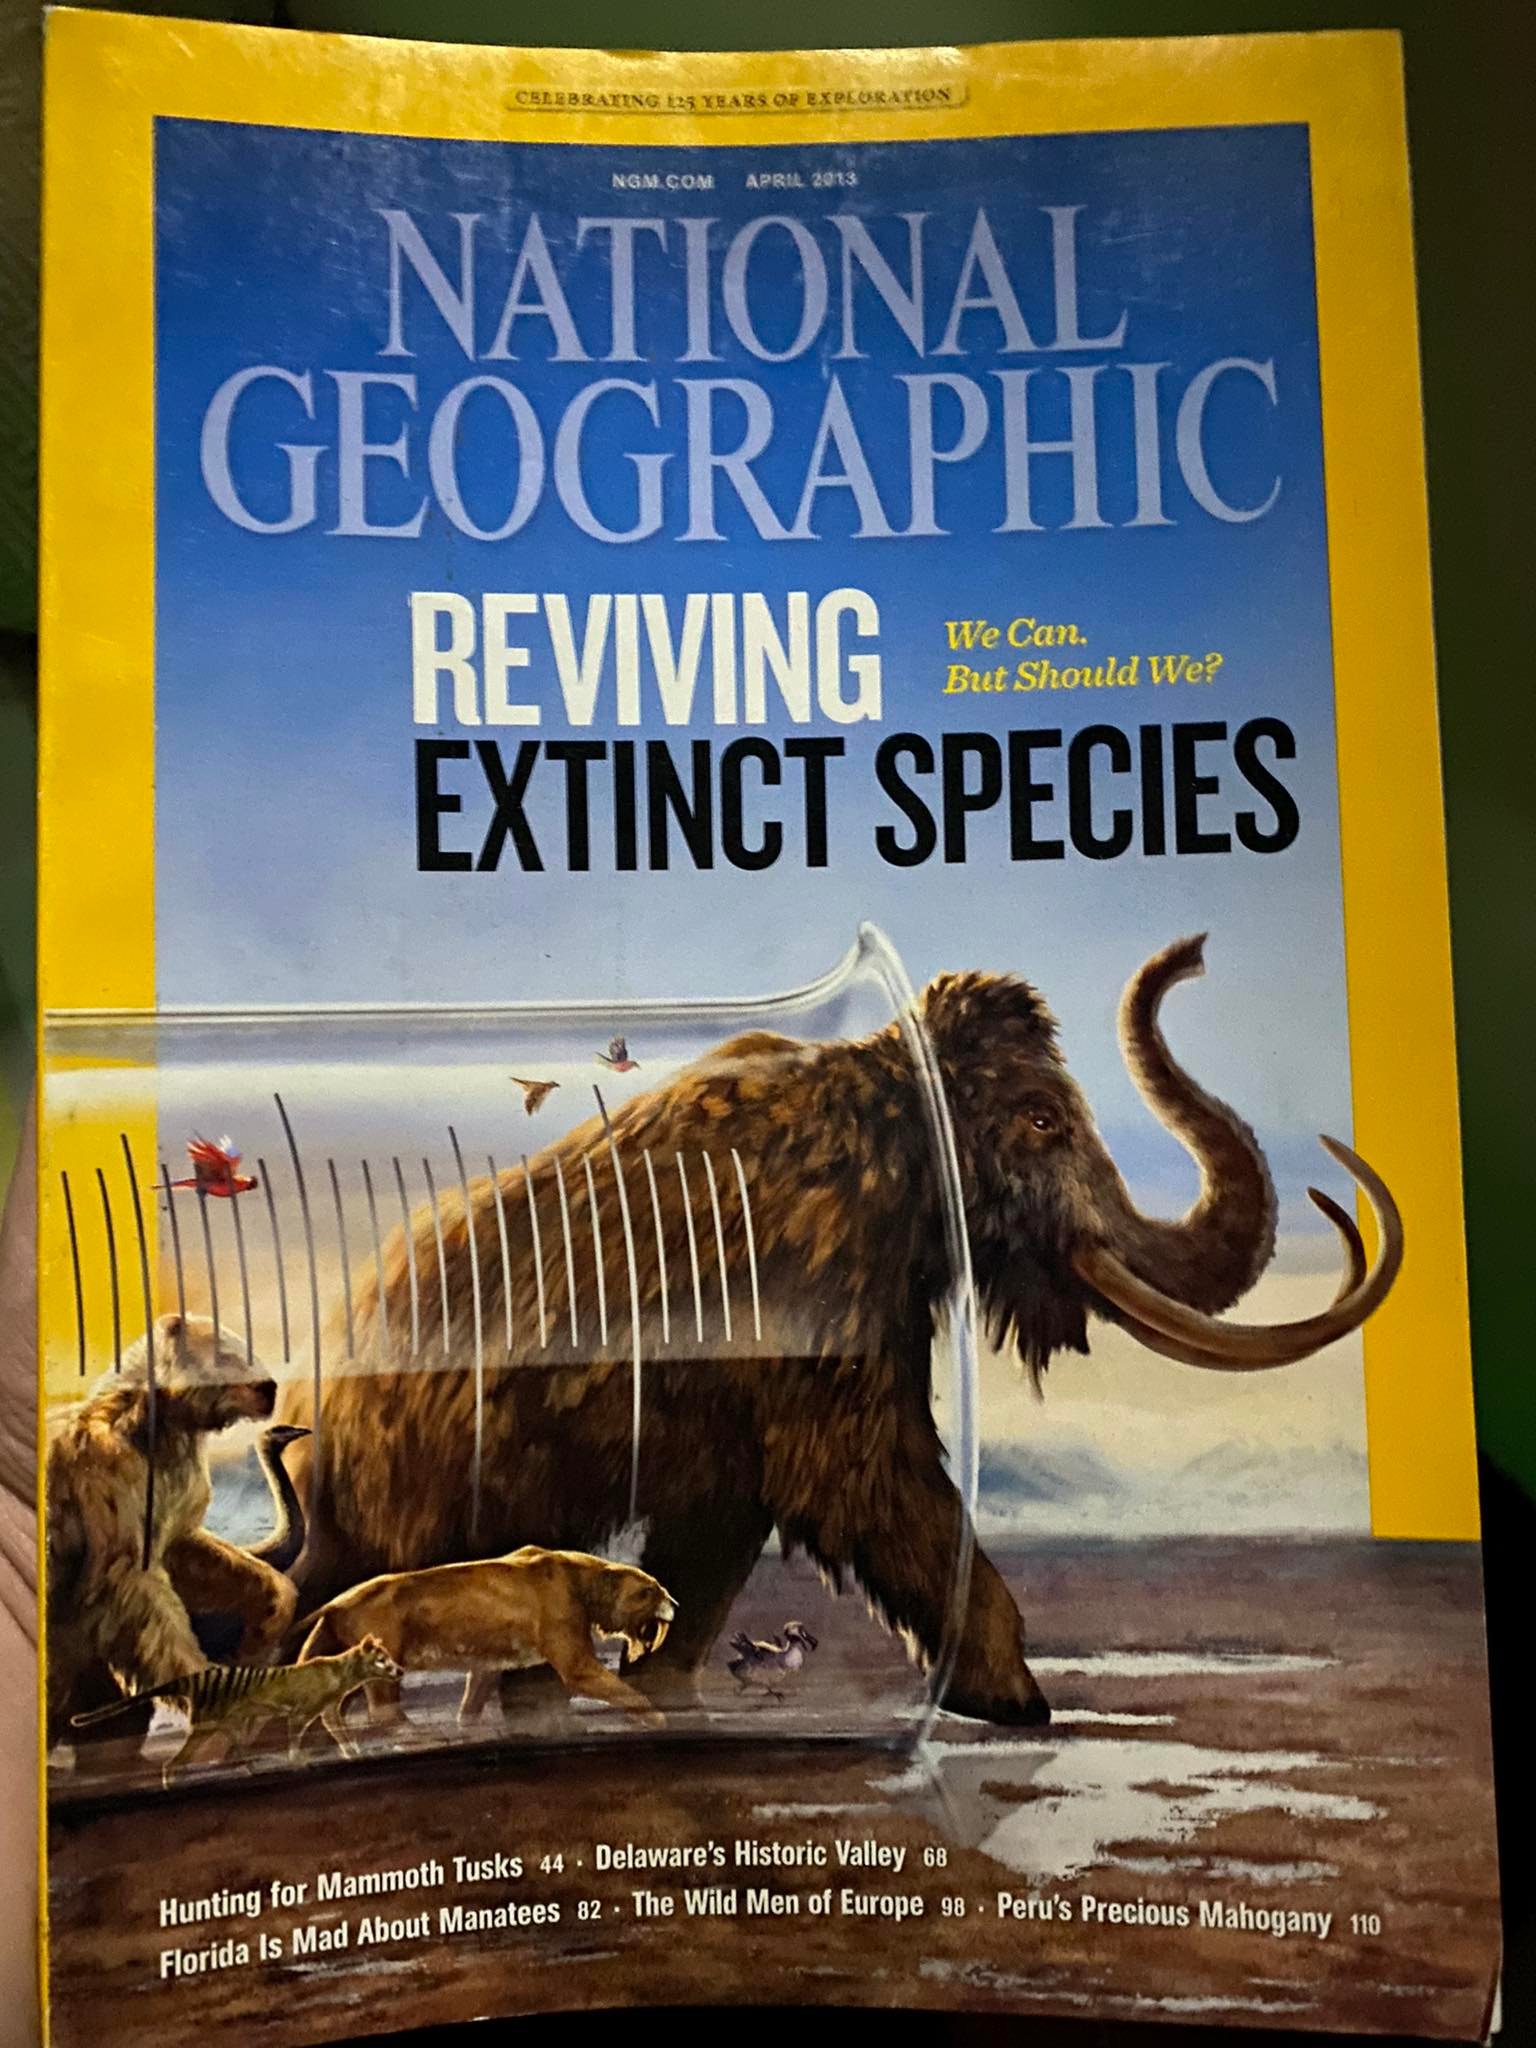 CELEBRATING 125 YEARS OF EXPLORATION
NGM.COM APRIL 2013
NATIONAL
GEOGRAPHIC
REVIVING
We Can.
But Should We?
EXTINCT SPECIES
Hunting for Mammoth Tusks 44 · Delaware's Historic Valley 68
Florida Is Mad About Manatees 82 · The Wild Men of Europe 98 · Peru's Precious Mahogany 110